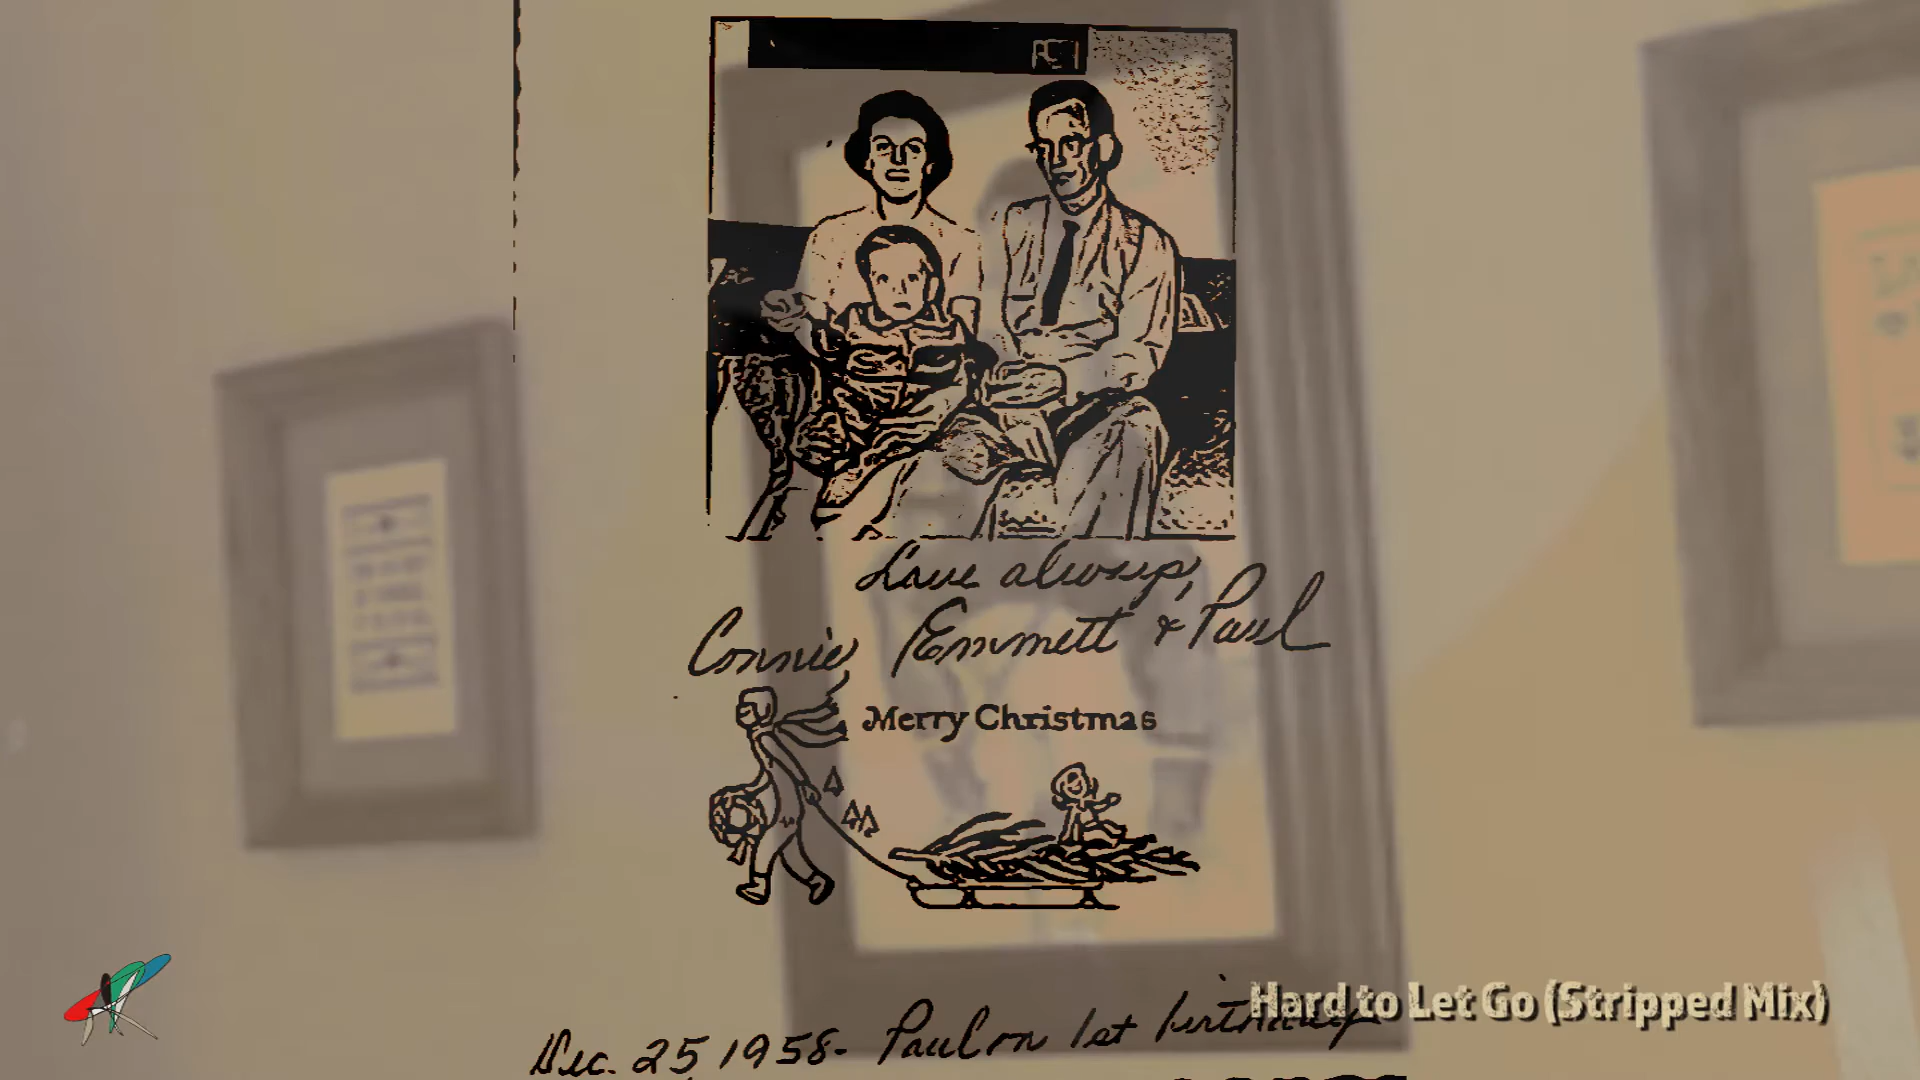 Love always,
Connie Emmett & Paul
Merry Christmas
Hard to Let Go (Stripped Mix)
Dec. 25 1958- Paul on 1st birthday